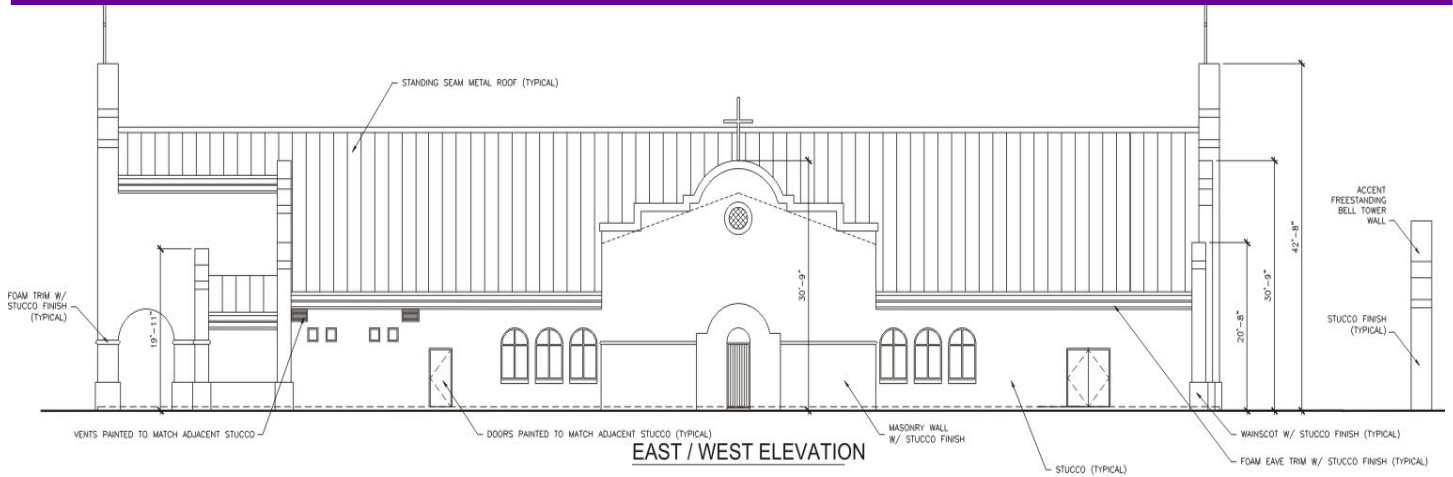 STANDING SEAM METAL ROOF (TYPICAL)
ACCENT
FREESTANDING
BELL TOWER
WALL
42'-8"
30'-9"
30'-9"
20'-8"
19'-11"
FOAM TRIM W/
STUCCO FINISH
(TYPICAL)
STUCCO FINISH
(TYPICAL)
VENTS PAINTED TO MATCH ADJACENT STUCCO
DOORS PAINTED TO MATCH ADJACENT STUCCO (TYPICAL)
MASONRY WALL
W/ STUCCO FINISH
WAINSCOT W/ STUCCO FINISH (TYPICAL)
EAST / WEST ELEVATION
STUCCO (TYPICAL)
FOAM EAVE TRIM W/ STUCCO FINISH (TYPICAL)